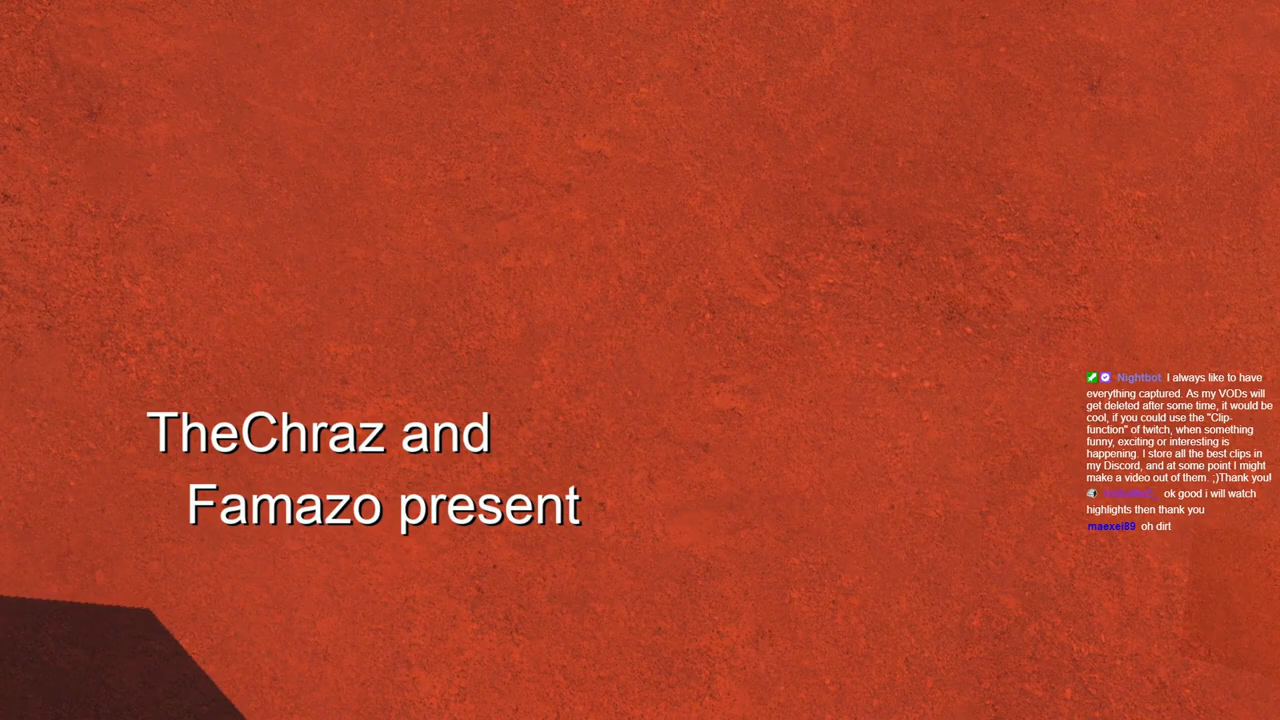 TheChraz and
Famazo present
Nightbot I always like to have
everything captured. As my VODs will
get deleted after some time, it would be
cool, if you could use the "Clip-
function" of twitch, when something
funny, exciting or interesting is
happening. I store all the best clips in
my Discord, and at some point I might
make a video out of them. ;)Thank you!
ok good i will watch
highlights then thank you
maexei89 oh dirt